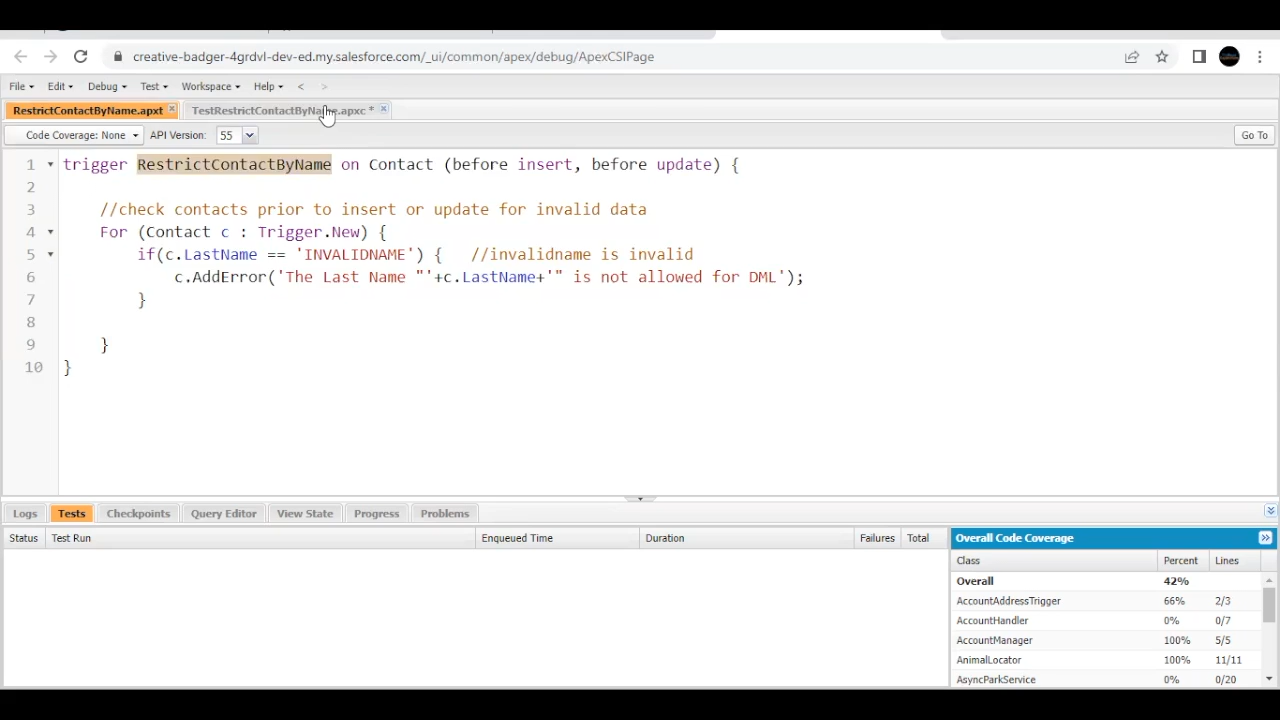 creative-badger-4grdvl-dev-ed.my.salesforce.com/_ui/common/apex/debug/ApexCSIPage
File Edit Debug Test Workspace Help < >
RestrictContactByName.apxt TestRestrictContactByName.apxc *
Code Coverage: None API Version: 55 Go To
1 trigger RestrictContactByName on Contact (before insert, before update) {
2
3 //check contacts prior to insert or update for invalid data
4 For (Contact c : Trigger.New) {
5 if(c.LastName == 'INVALIDNAME') { //invalidname is invalid
6 c.AddError('The Last Name "'+c.LastName+'" is not allowed for DML');
7 }
8
9 }
10 }
Logs Tests Checkpoints Query Editor View State Progress Problems
Status Test Run Enqueued Time Duration Failures Total
Overall Code Coverage
Class Percent Lines
Overall 42%
AccountAddressTrigger 66% 2/3
AccountHandler 0% 0/7
AccountManager 100% 5/5
AnimalLocator 100% 11/11
AsyncParkService 0% 0/20